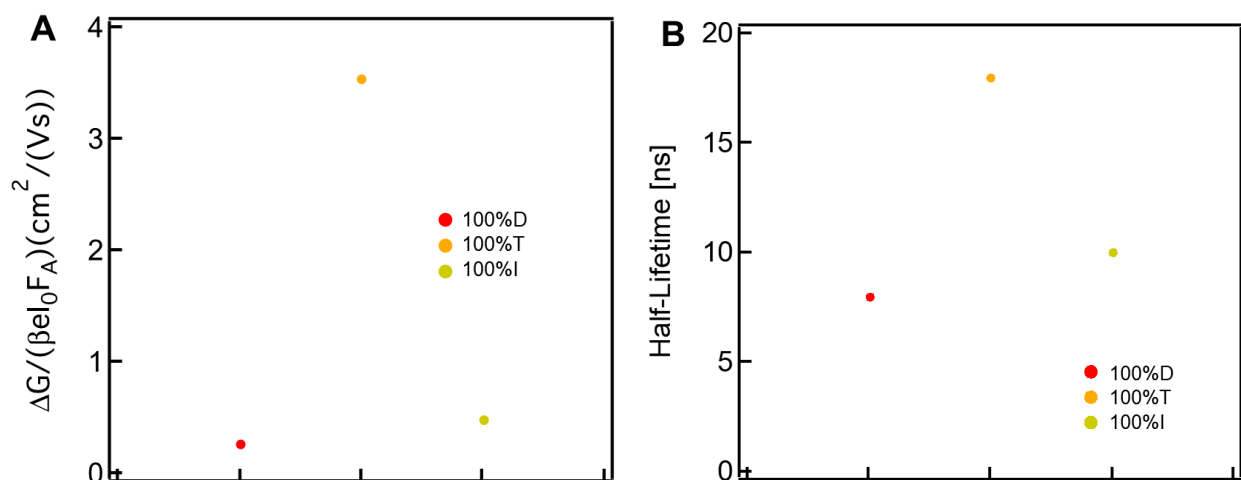 A
4
3
2
1
0
ΔG/(βeI₀F_A)(cm²/(Vs))
100%D
100%T
100%I
B
20
15
10
5
0
Half-Lifetime [ns]
100%D
100%T
100%I